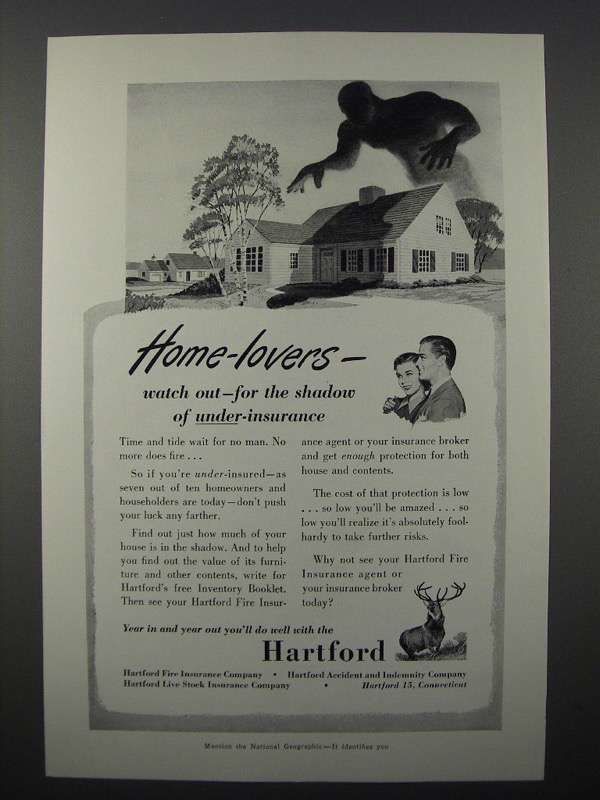 Home-lovers—
watch out—for the shadow
of under-insurance
Time and tide wait for no man. No
more does fire . . .
So if you're under-insured—as
seven out of ten homeowners and
householders are today—don't push
your luck any farther.
Find out just how much of your
house is in the shadow. And to help
you find out the value of its furni-
ture and other contents, write for
Hartford's free Inventory Booklet.
Then see your Hartford Fire Insur-
ance agent or your insurance broker
and get enough protection for both
house and contents.
The cost of that protection is low
. . . so low you'll be amazed . . . so
low you'll realize it's absolutely fool-
hardy to take further risks.
Why not see your Hartford Fire
Insurance agent or
your insurance broker
today?
Year in and year out you'll do well with the
Hartford
Hartford Fire Insurance Company • Hartford Accident and Indemnity Company
Hartford Live Stock Insurance Company • Hartford 15, Connecticut
Mention the National Geographic—It identifies you